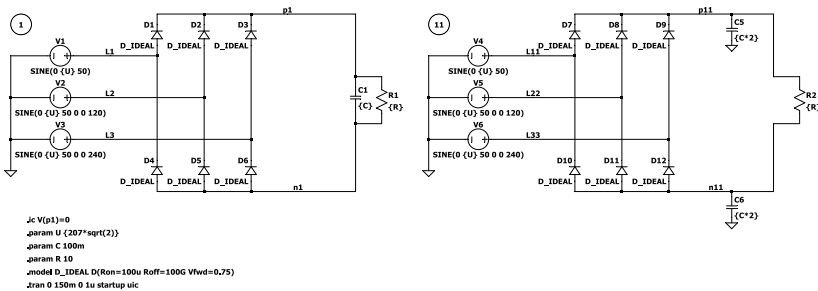 1
p1
D1
D2
D3
D_IDEAL
D_IDEAL
D_IDEAL
V1
L1
SINE(0 {U} 50)
V2
L2
SINE(0 {U} 50 0 0 120)
V3
L3
SINE(0 {U} 50 0 0 240)
C1
{C}
R1
{R}
D4
D5
D6
D_IDEAL
D_IDEAL
D_IDEAL
n1
11
p11
D7
D8
D9
D_IDEAL
D_IDEAL
D_IDEAL
C5
{C*2}
V4
L11
SINE(0 {U} 50)
V5
L22
SINE(0 {U} 50 0 0 120)
V6
L33
SINE(0 {U} 50 0 0 240)
R2
{R}
D10
D11
D12
D_IDEAL
D_IDEAL
D_IDEAL
n11
C6
{C*2}
.ic V(p1)=0
.param U {207*sqrt(2)}
.param C 100m
.param R 10
.model D_IDEAL D(Ron=100u Roff=100G Vfwd=0.75)
.tran 0 150m 0 1u startup uic